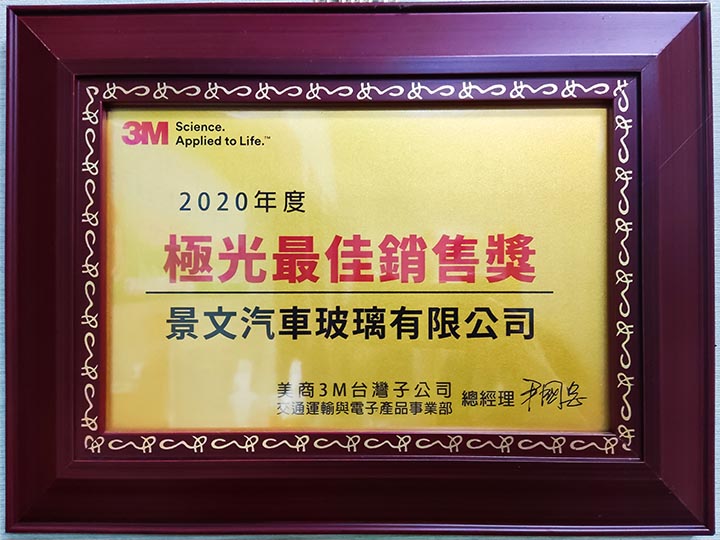 3M Science.
Applied to Life.™
2020年度
極光最佳銷售獎
景文汽車玻璃有限公司
美商3M台灣子公司
交通運輸與電子產品事業部
總經理